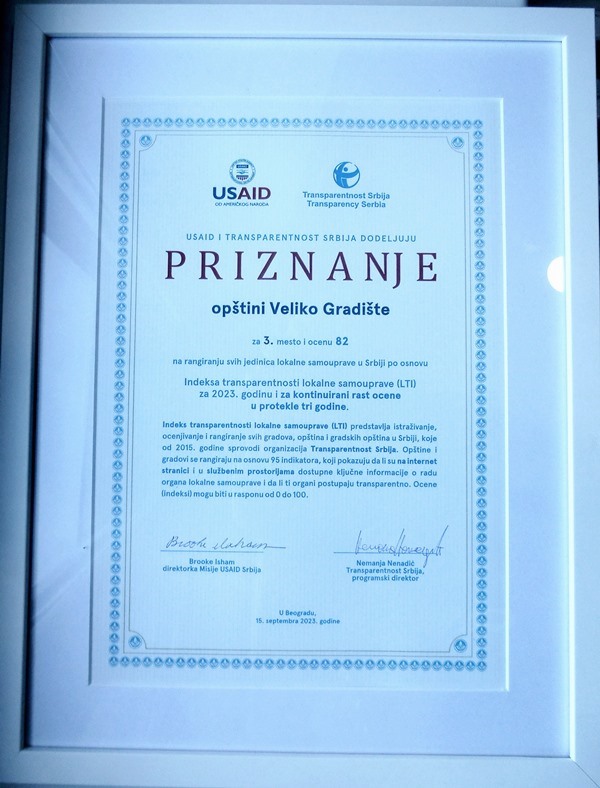 USAID
OD AMERIČKOG NARODA
Transparentnost Srbija
Transparency Serbia
USAID I TRANSPARENTNOST SRBIJA DODELJUJU
PRIZNANJE
opštini Veliko Gradište
za 3. mesto i ocenu 82
na rangiranju svih jedinica lokalne samouprave u Srbiji po osnovu
Indeksa transparentnosti lokalne samouprave (LTI)
za 2023. godinu i za kontinuirani rast ocene
u protekle tri godine.
Indeks transparentnosti lokalne samouprave (LTI) predstavlja istraživanje,
ocenjivanje i rangiranje svih gradova, opština i gradskih opština u Srbiji, koje
od 2015. godine sprovodi organizacija Transparentnost Srbija. Opštine i
gradovi se rangiraju na osnovu 95 indikatora, koji pokazuju da li su na internet
stranici i u službenim prostorijama dostupne ključne informacije o radu
organa lokalne samouprave i da li ti organi postupaju transparentno. Ocene
(indeksi) mogu biti u rasponu od 0 do 100.
Brooke Isham
direktorka Misije USAID Srbija
Nemanja Nenadić
Transparentnost Srbija,
programski direktor
U Beogradu,
15. septembra 2023. godine